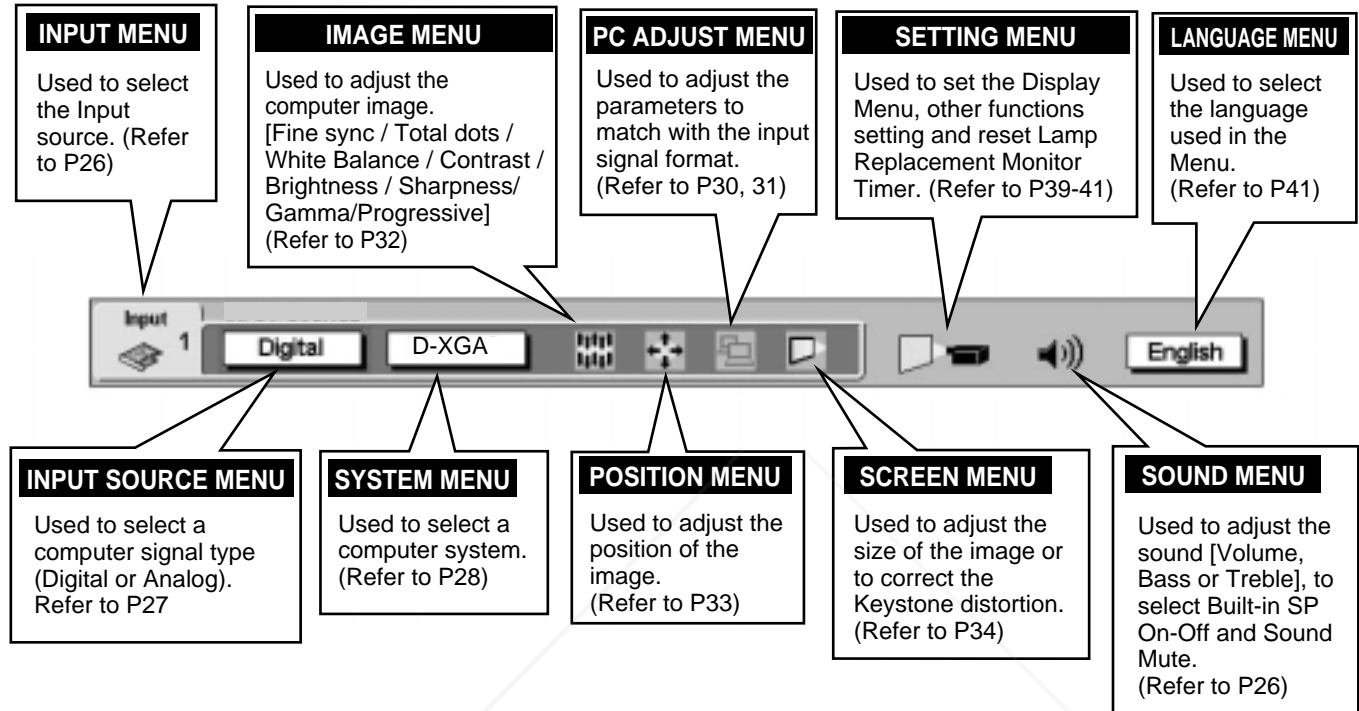 INPUT MENU
Used to select
the Input
source. (Refer
to P26)
IMAGE MENU
Used to adjust the
computer image.
[Fine sync / Total dots /
White Balance / Contrast /
Brightness / Sharpness/
Gamma/Progressive]
(Refer to P32)
PC ADJUST MENU
Used to adjust the
parameters to
match with the input
signal format.
(Refer to P30, 31)
SETTING MENU
Used to set the Display
Menu, other functions
setting and reset Lamp
Replacement Monitor
Timer. (Refer to P39-41)
LANGUAGE MENU
Used to select
the language
used in the
Menu.
(Refer to P41)
Input
1
Digital
D-XGA
English
INPUT SOURCE MENU
Used to select a
computer signal type
(Digital or Analog).
Refer to P27
SYSTEM MENU
Used to select a
computer system.
(Refer to P28)
POSITION MENU
Used to adjust the
position of the
image.
(Refer to P33)
SCREEN MENU
Used to adjust the
size of the image or
to correct the
Keystone distortion.
(Refer to P34)
SOUND MENU
Used to adjust the
sound [Volume,
Bass or Treble], to
select Built-in SP
On-Off and Sound
Mute.
(Refer to P26)